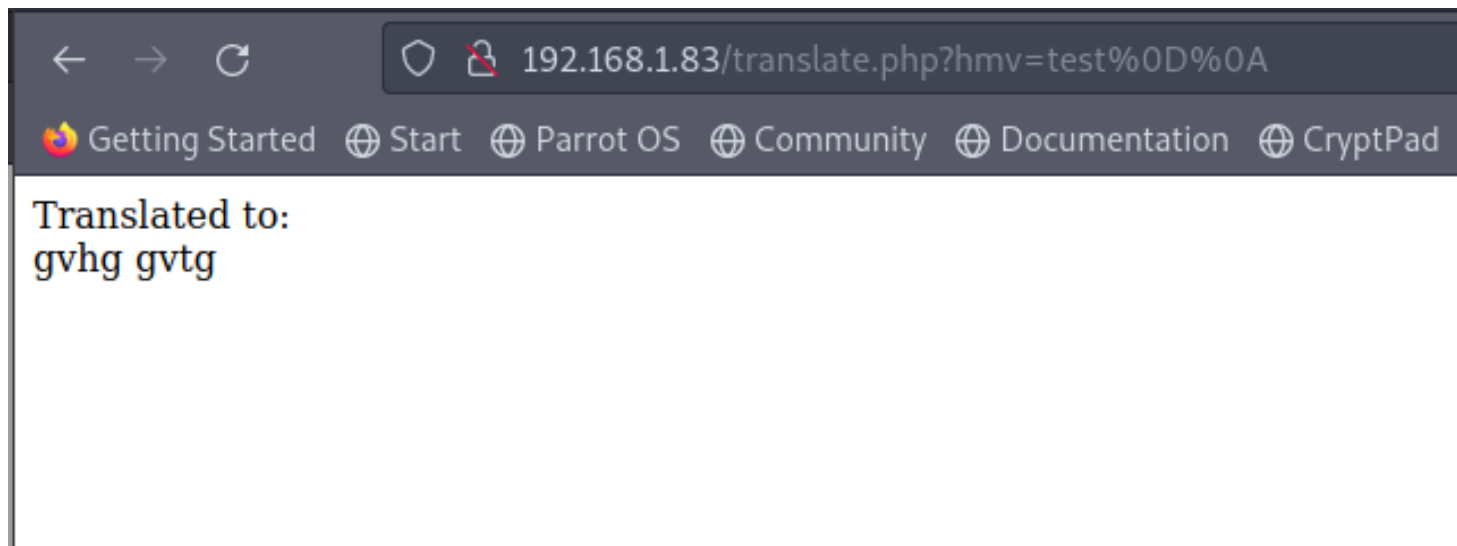 192.168.1.83/translate.php?hmv=test%0D%0A
Getting Started Start Parrot OS Community Documentation CryptPad
Translated to:
gvhg gvtg